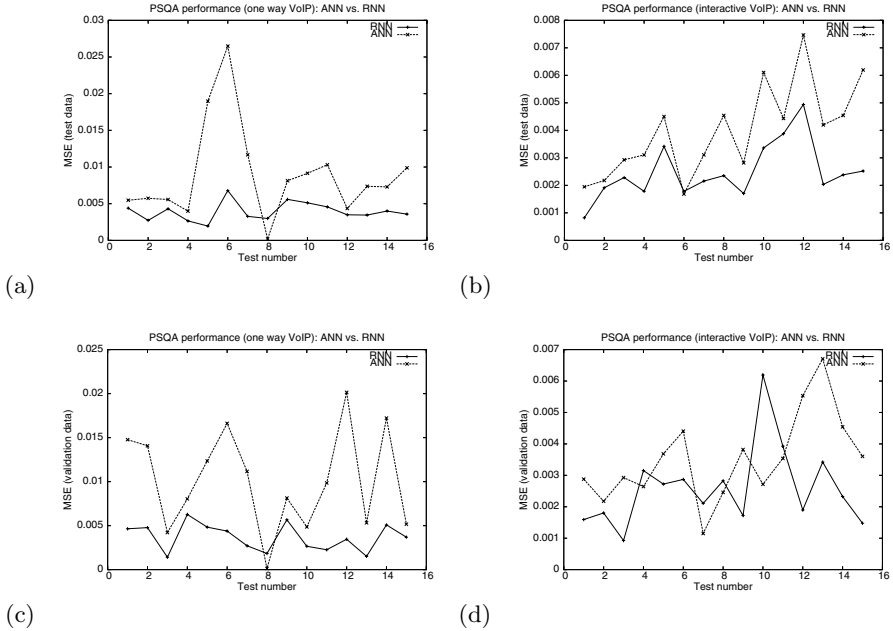 PSQA performance (one way VoIP): ANN vs. RNN
0.03
0.025
0.02
0.015
0.01
0.005
0
MSE (test data)
RNN
ANN
0 2 4 6 8 10 12 14 16
Test number
(a)
PSQA performance (interactive VoIP): ANN vs. RNN
0.008
0.007
0.006
0.005
0.004
0.003
0.002
0.001
0
MSE (test data)
RNN
ANN
0 2 4 6 8 10 12 14 16
Test number
(b)
PSQA performance (one way VoIP): ANN vs. RNN
0.025
0.02
0.015
0.01
0.005
0
MSE (validation data)
RNN
ANN
0 2 4 6 8 10 12 14 16
Test number
(c)
PSQA performance (interactive VoIP): ANN vs. RNN
0.007
0.006
0.005
0.004
0.003
0.002
0.001
0
MSE (validation data)
RNN
ANN
0 2 4 6 8 10 12 14 16
Test number
(d)